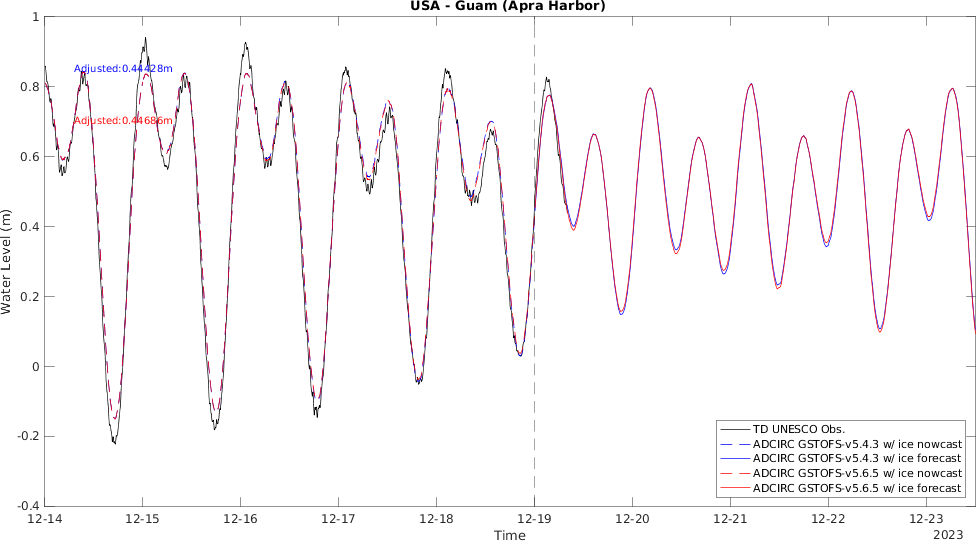 USA - Guam (Apra Harbor)
1
0.8
0.6
0.4
0.2
0
-0.2
-0.4
Water Level (m)
Adjusted:0.44428m
Adjusted:0.44686m
TD UNESCO Obs.
ADCIRC GSTOFS-v5.4.3 w/ ice nowcast
ADCIRC GSTOFS-v5.4.3 w/ ice forecast
ADCIRC GSTOFS-v5.6.5 w/ ice nowcast
ADCIRC GSTOFS-v5.6.5 w/ ice forecast
12-14 12-15 12-16 12-17 12-18 12-19 12-20 12-21 12-22 12-23
Time
2023